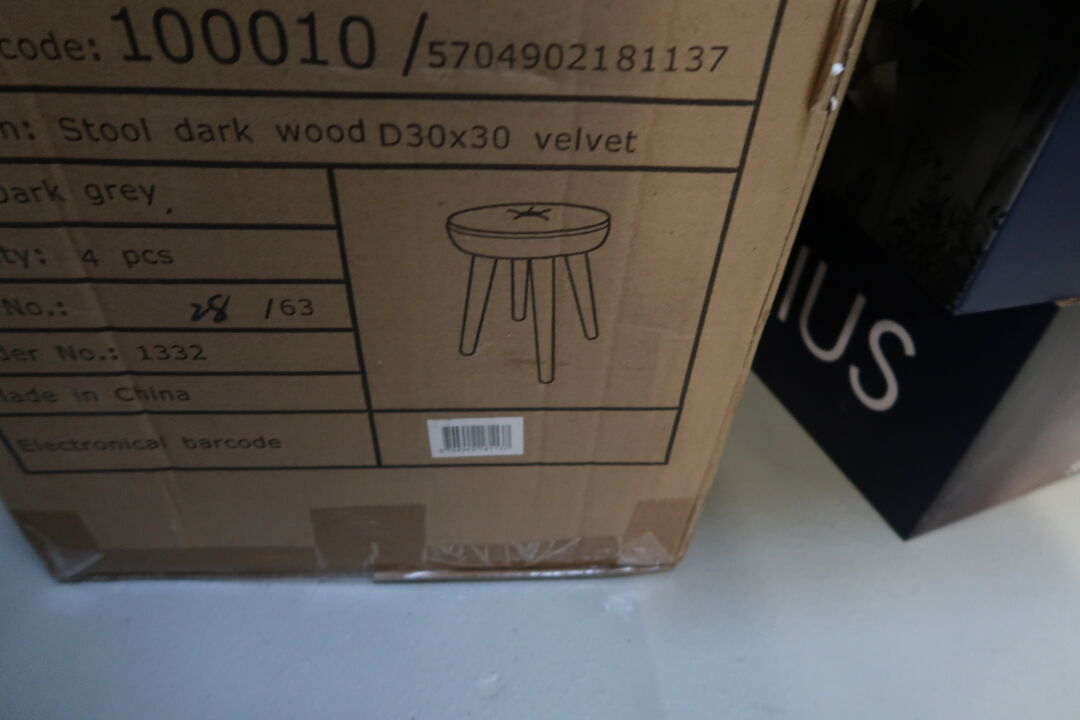 code: 100010 /5704902181137
n: Stool dark wood D30x30 velvet
Dark grey
ty: 4 pcs
No.: 28 /63
der No.: 1332
Made in China
Electronical barcode
IUS